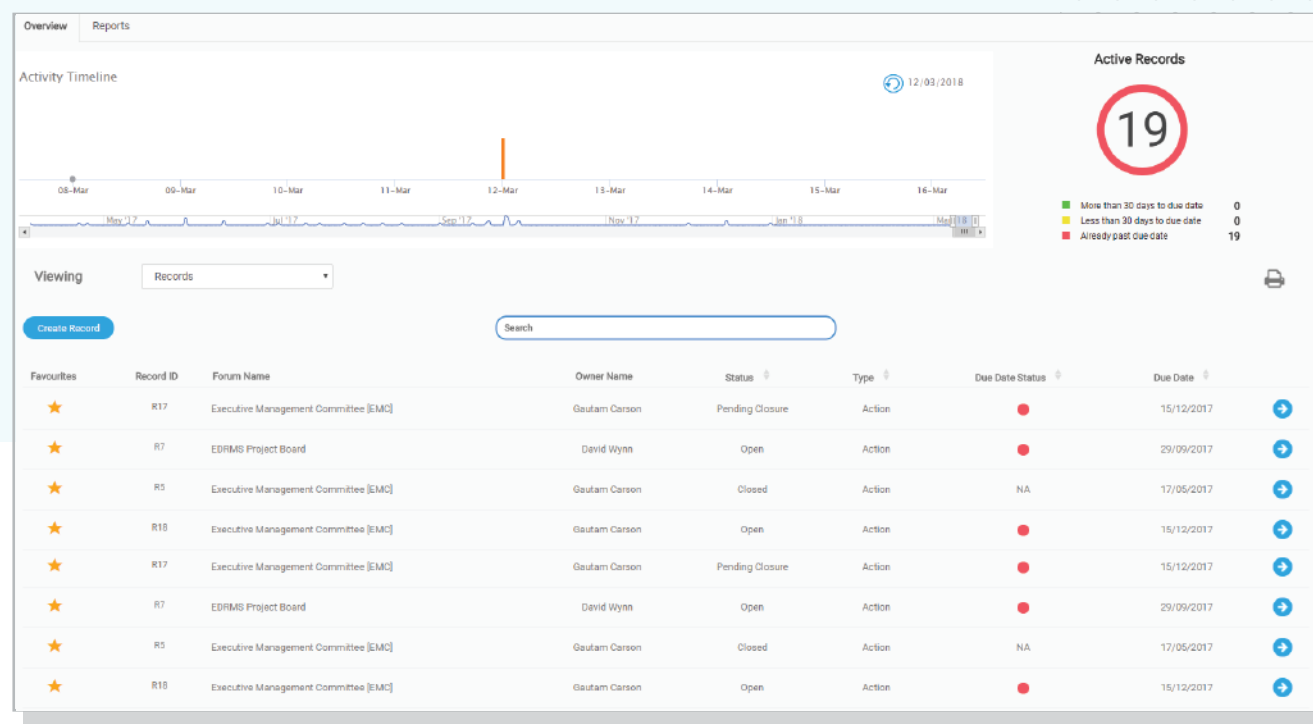 Overview Reports
Active Records
Activity Timeline
12/03/2018
19
08-Mar 09-Mar 10-Mar 11-Mar 12-Mar 13-Mar 14-Mar 15-Mar 16-Mar
May '17 Jul '17 Sep '17 Nov '17 Jan '18
More than 30 days to due date 0
Less than 30 days to due date 0
Already past due date 19
Viewing Records
Create Record Search
Favourites Record ID Forum Name Owner Name Status Type Due Date Status Due Date
R17 Executive Management Committee [EMC] Gautam Carson Pending Closure Action 15/12/2017
R7 EDRMS Project Board David Wynn Open Action 29/09/2017
R5 Executive Management Committee [EMC] Gautam Carson Closed Action NA 17/05/2017
R18 Executive Management Committee [EMC] Gautam Carson Open Action 15/12/2017
R17 Executive Management Committee [EMC] Gautam Carson Pending Closure Action 15/12/2017
R7 EDRMS Project Board David Wynn Open Action 29/09/2017
R5 Executive Management Committee [EMC] Gautam Carson Closed Action NA 17/05/2017
R18 Executive Management Committee [EMC] Gautam Carson Open Action 15/12/2017